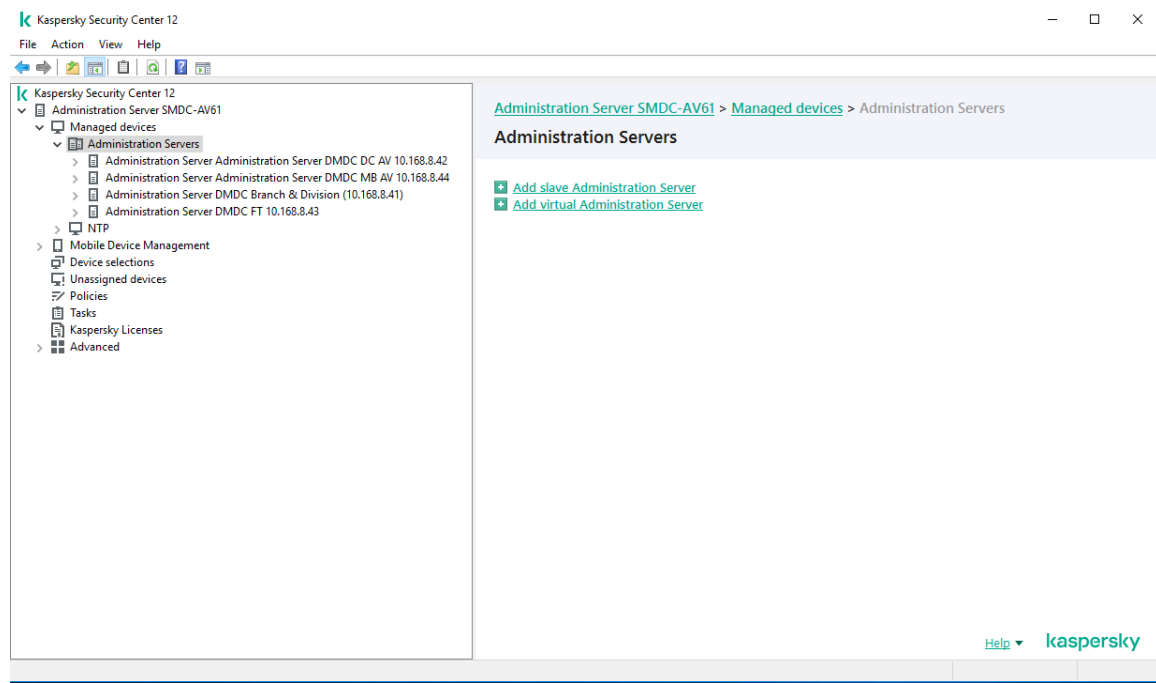 Kaspersky Security Center 12
File Action View Help
Kaspersky Security Center 12
Administration Server SMDC-AV61
Managed devices
Administration Servers
Administration Server Administration Server DMDC DC AV 10.168.8.42
Administration Server Administration Server DMDC MB AV 10.168.8.44
Administration Server DMDC Branch & Division (10.168.8.41)
Administration Server DMDC FT 10.168.8.43
NTP
Mobile Device Management
Device selections
Unassigned devices
Policies
Tasks
Kaspersky Licenses
Advanced
Administration Server SMDC-AV61 > Managed devices > Administration Servers
Administration Servers
Add slave Administration Server
Add virtual Administration Server
Help
kaspersky